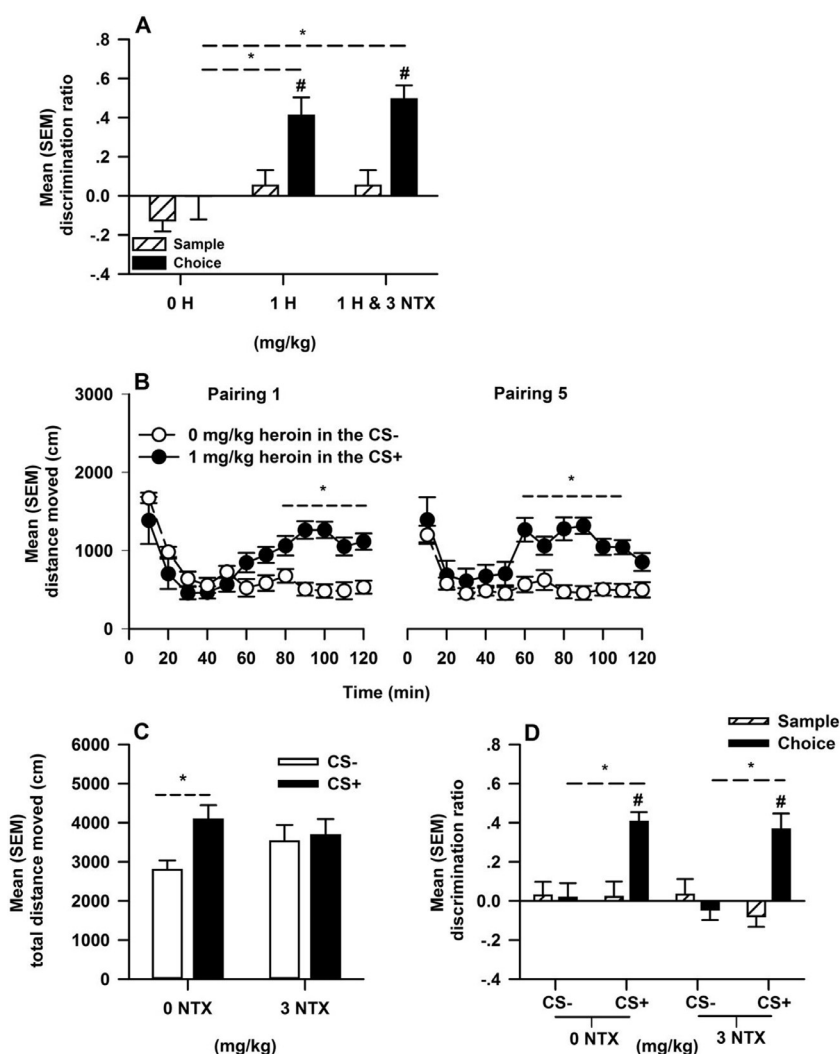 A
.8
*
.6
*
#
#
.4
.2
0.0
-.2
-.4
Mean (SEM)
discrimination ratio
Sample
Choice
0 H
1 H
1 H & 3 NTX
(mg/kg)
B
3000
2000
1000
0
Mean (SEM)
distance moved (cm)
Pairing 1
Pairing 5
0 mg/kg heroin in the CS-
1 mg/kg heroin in the CS+
*
*
0 20 40 60 80 100 120
0 20 40 60 80 100 120
Time (min)
C
6000
5000
4000
3000
2000
1000
0
Mean (SEM)
total distance moved (cm)
CS-
CS+
*
0 NTX
3 NTX
(mg/kg)
D
Sample
Choice
.8
.6
.4
.2
0.0
-.2
-.4
Mean (SEM)
discrimination ratio
*
*
#
#
CS-
CS+
CS-
CS+
0 NTX
3 NTX
(mg/kg)